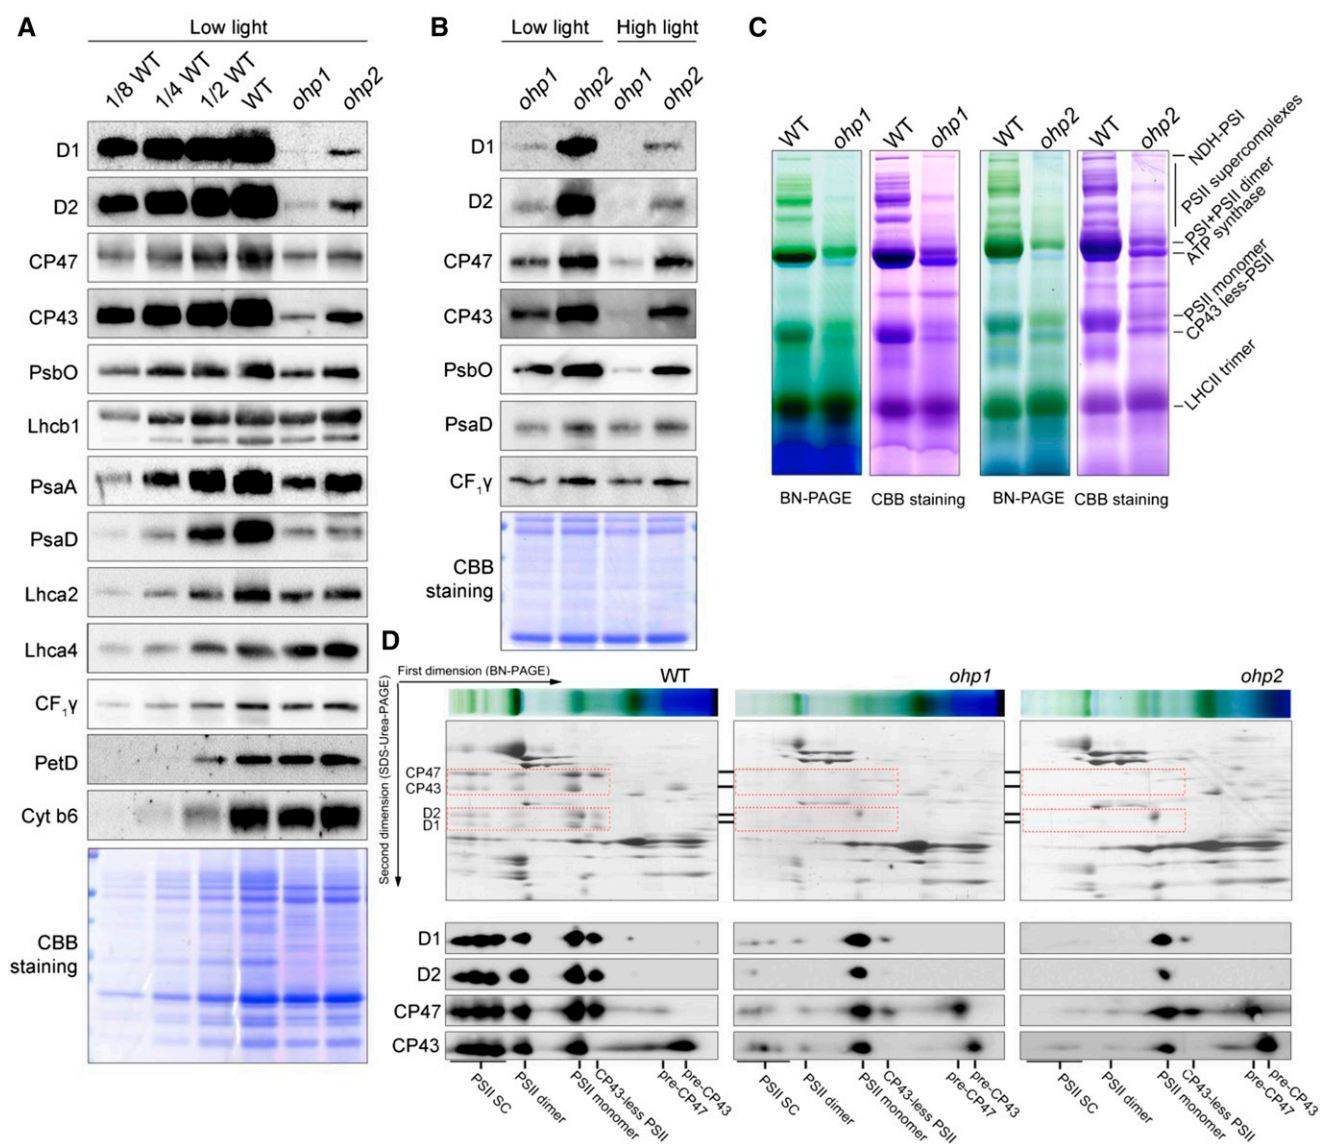 A
Low light
1/8 WT
1/4 WT
1/2 WT
WT
ohp1
ohp2
D1
D2
CP47
CP43
PsbO
Lhcb1
PsaA
PsaD
Lhca2
Lhca4
CF1γ
PetD
Cyt b6
CBB
staining
B
Low light
High light
ohp1
ohp2
ohp1
ohp2
D1
D2
CP47
CP43
PsbO
PsaD
CF1γ
CBB
staining
C
WT
ohp1
WT
ohp1
WT
ohp2
WT
ohp2
NDH-PSI
PSII supercomplexes
PSI+PSII dimer
ATP synthase
PSII monomer
CP43 less-PSII
LHCII trimer
BN-PAGE
CBB staining
BN-PAGE
CBB staining
D
First dimension (BN-PAGE)
Second dimension (SDS-Urea-PAGE)
WT
ohp1
ohp2
CP47
CP43
D2
D1
D1
D2
CP47
CP43
PSII SC
PSII dimer
PSII monomer
CP43-less PSII
pre-CP47
pre-CP43
PSII SC
PSII dimer
PSII monomer
CP43-less PSII
pre-CP47
pre-CP43
PSII SC
PSII dimer
PSII monomer
CP43-less PSII
pre-CP47
pre-CP43